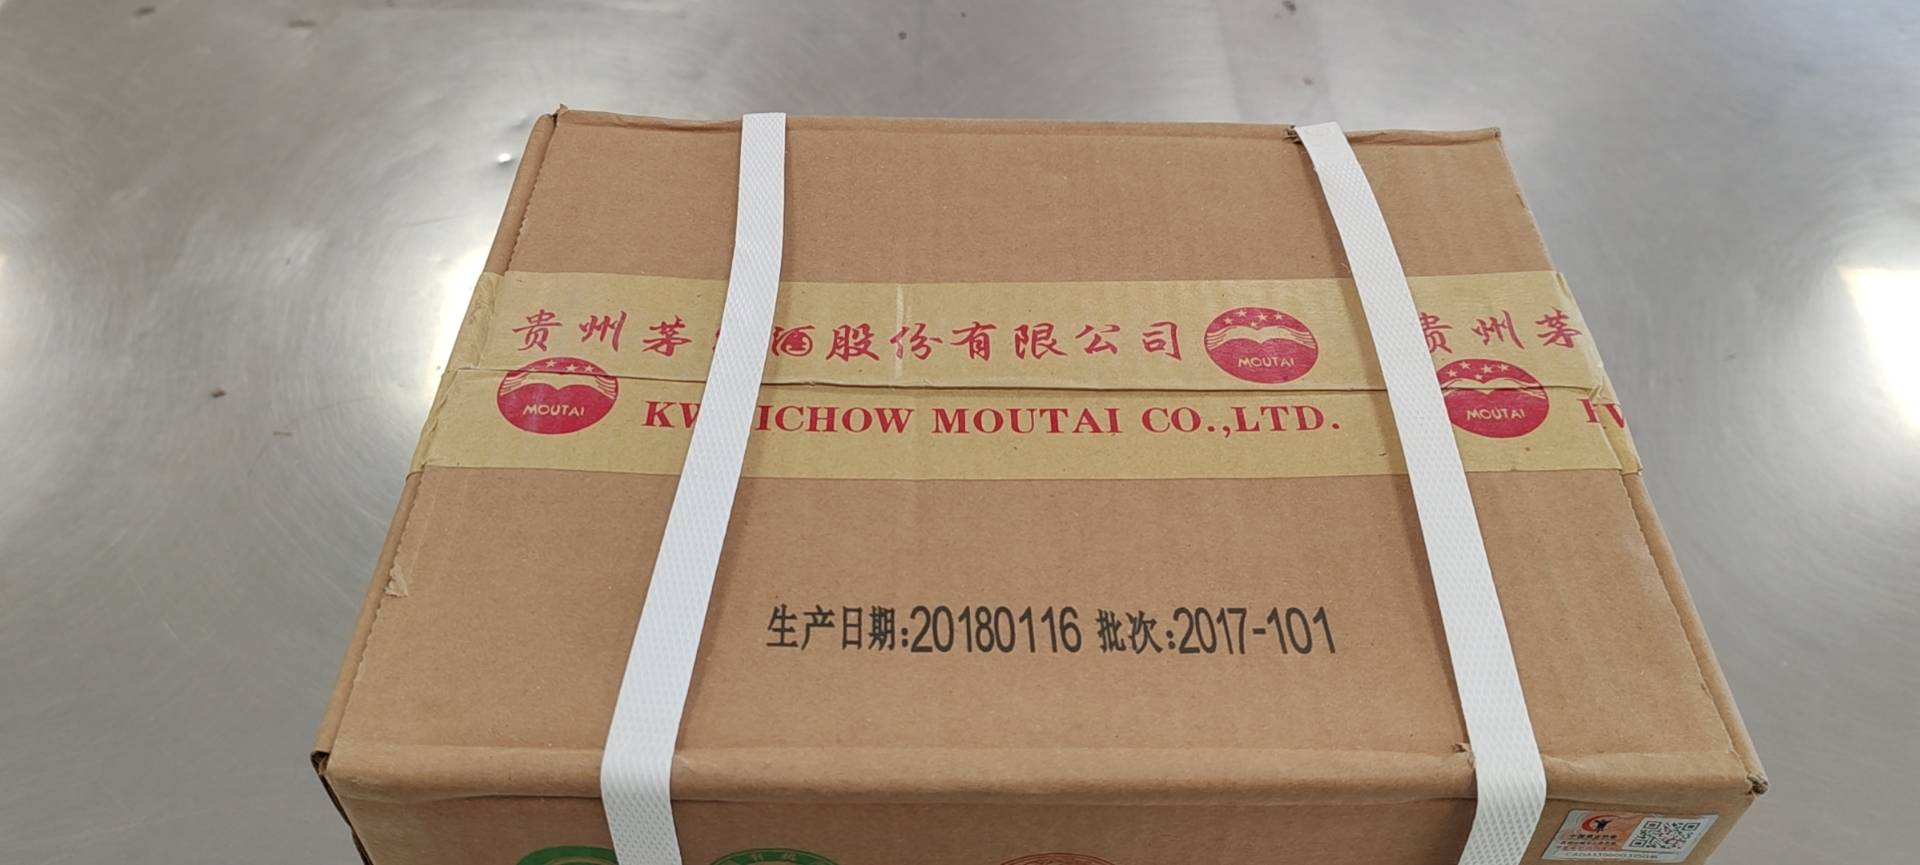 贵州茅 酒股份有限公司 MOUTAI 贵州茅
MOUTAI ICHOW MOUTAI CO.,LTD. MOUTAI
生产日期:20180116 批次:2017-101